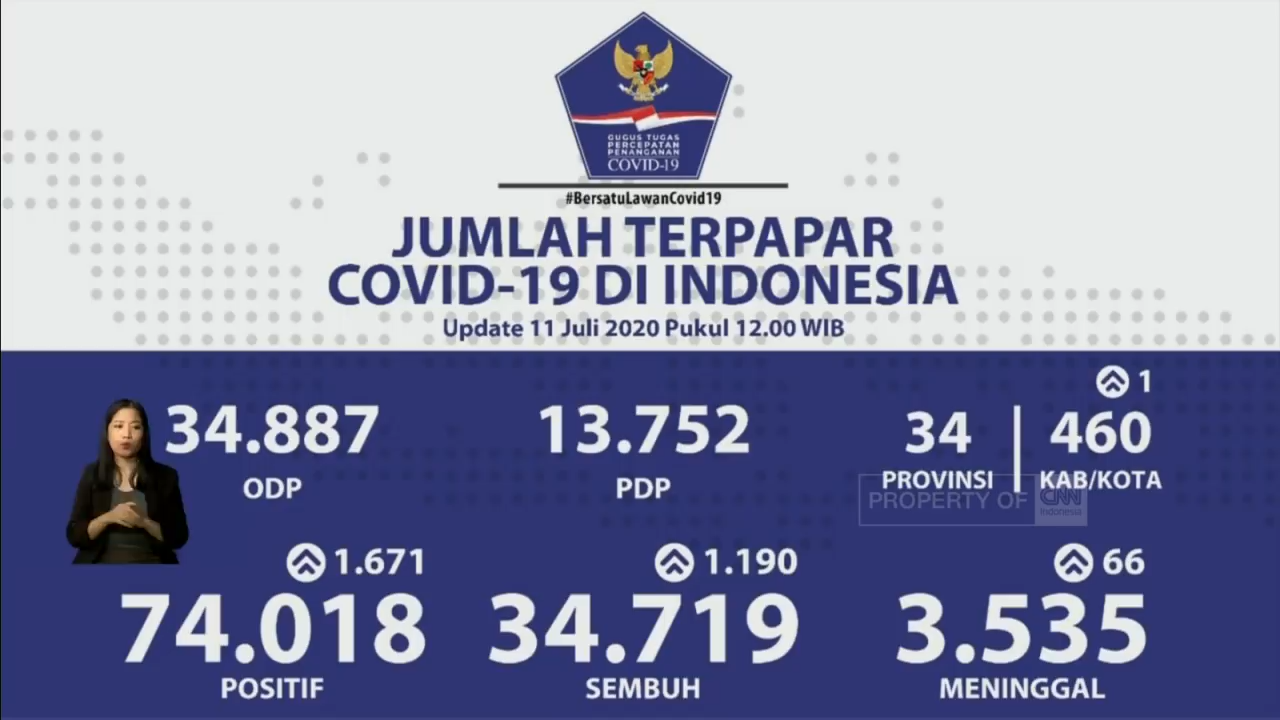 GUGUS TUGAS
PERCEPATAN
PENANGANAN
COVID-19
#BersatuLawanCovid19
JUMLAH TERPAPAR
COVID-19 DI INDONESIA
Update 11 Juli 2020 Pukul 12.00 WIB
34.887
ODP
13.752
PDP
34
PROVINSI
1
460
KAB/KOTA
PROPERTY OF CNN Indonesia
1.671
74.018
POSITIF
1.190
34.719
SEMBUH
66
3.535
MENINGGAL